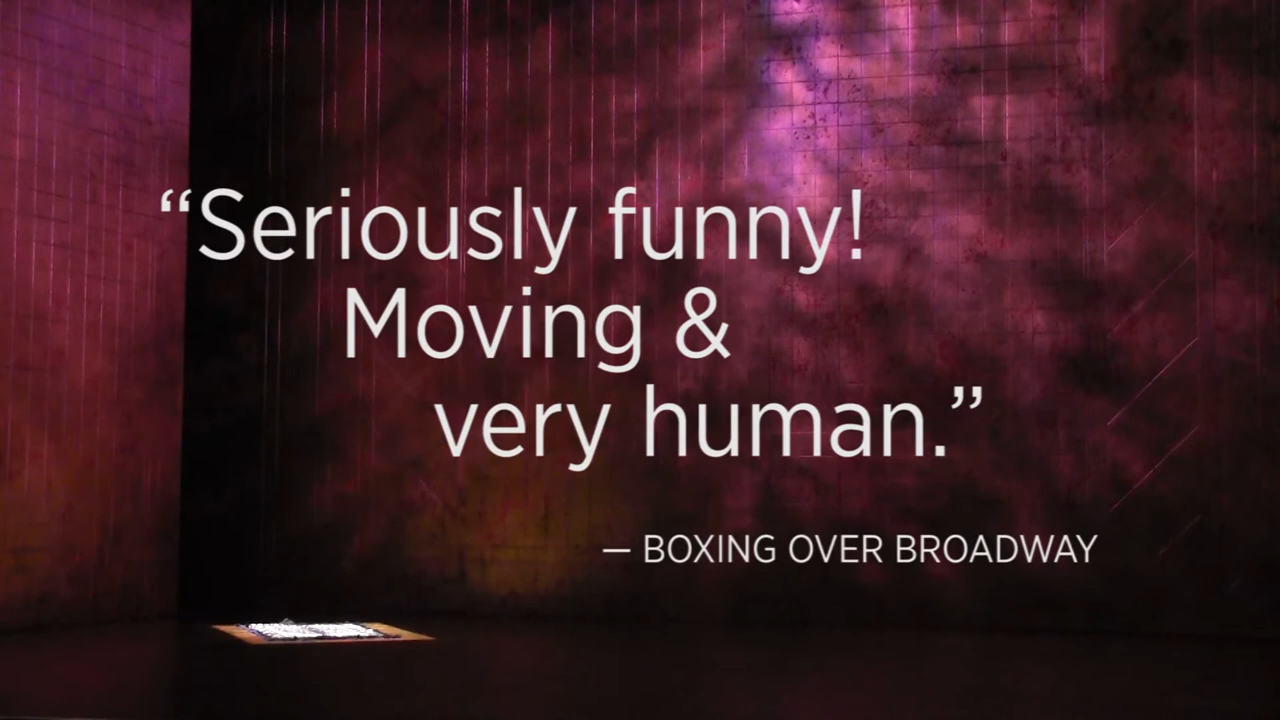 “Seriously funny!
Moving &
very human.”
– BOXING OVER BROADWAY